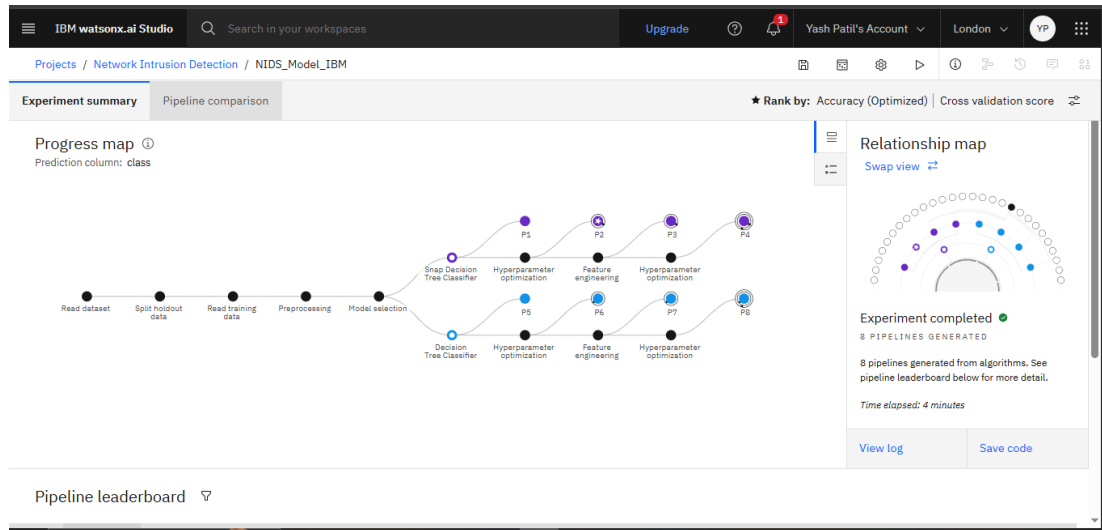 IBM watsonx.ai Studio
Search in your workspaces
Upgrade
1
Yash Patil's Account
London
YP
Projects / Network Intrusion Detection / NIDS_Model_IBM
Experiment summary
Pipeline comparison
★ Rank by: Accuracy (Optimized) | Cross validation score
Progress map
Prediction column: class
P1
P2
P3
P4
Snap Decision
Tree Classifier
Hyperparameter
optimization
Feature
engineering
Hyperparameter
optimization
Read dataset
Split holdout
data
Read training
data
Preprocessing
Model selection
P5
P6
P7
P8
Decision
Tree Classifier
Hyperparameter
optimization
Feature
engineering
Hyperparameter
optimization
Relationship map
Swap view
Experiment completed
8 PIPELINES GENERATED
8 pipelines generated from algorithms. See
pipeline leaderboard below for more detail.
Time elapsed: 4 minutes
View log
Save code
Pipeline leaderboard